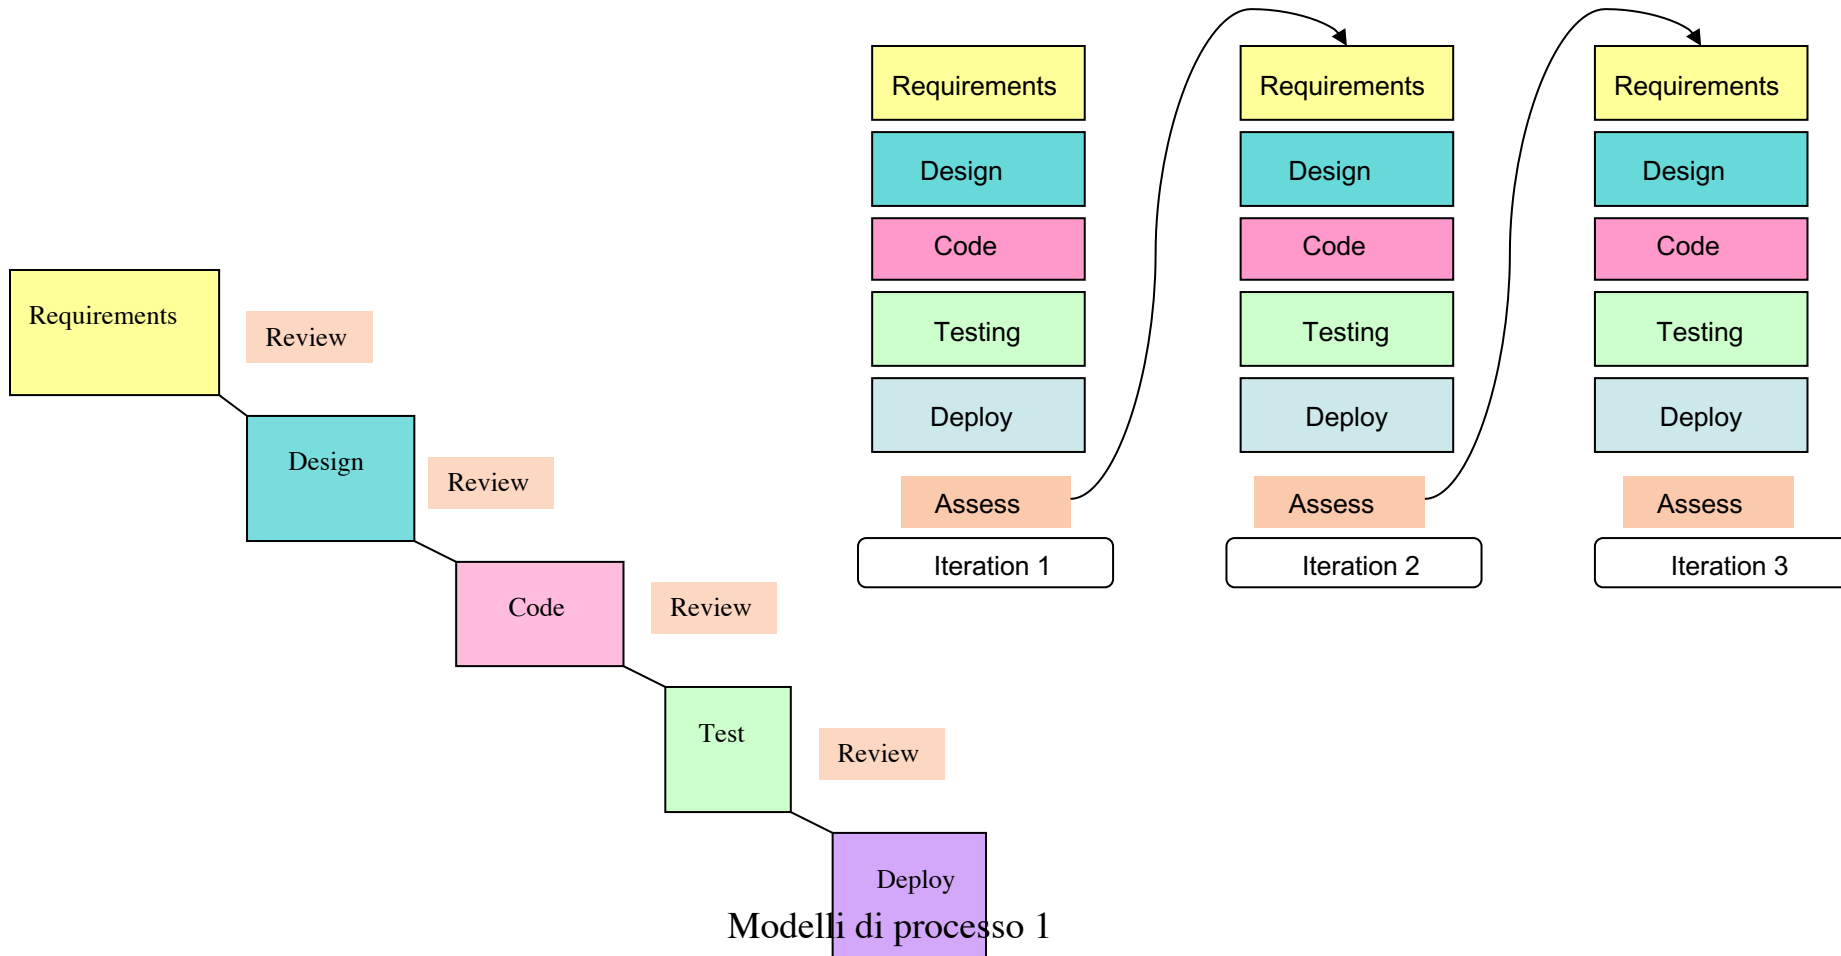 Requirements
Review
Design
Review
Code
Review
Test
Review
Deploy
Requirements
Design
Code
Testing
Deploy
Assess
Iteration 1
Requirements
Design
Code
Testing
Deploy
Assess
Iteration 2
Requirements
Design
Code
Testing
Deploy
Assess
Iteration 3
Modelli di processo 1